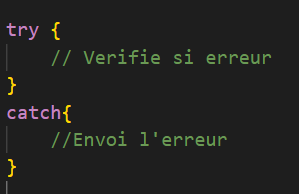 try {
// Verifie si erreur
}
catch{
//Envoi l'erreur
}